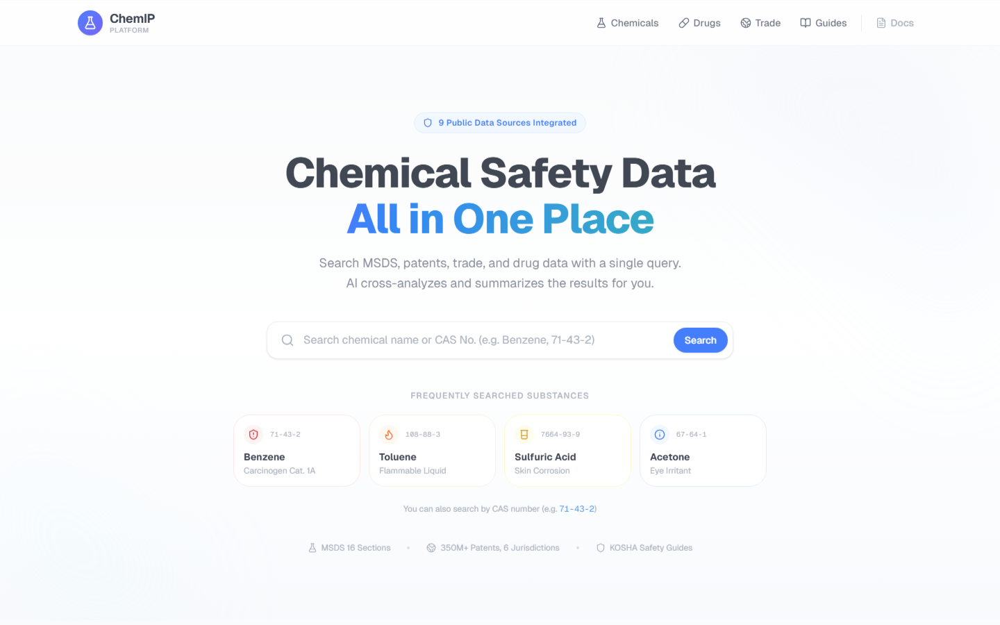 ChemIP
PLATFORM
Chemicals
Drugs
Trade
Guides
Docs
9 Public Data Sources Integrated
Chemical Safety Data
All in One Place
Search MSDS, patents, trade, and drug data with a single query.
AI cross-analyzes and summarizes the results for you.
Search chemical name or CAS No. (e.g. Benzene, 71-43-2)
Search
FREQUENTLY SEARCHED SUBSTANCES
71-43-2
Benzene
Carcinogen Cat. 1A
108-88-3
Toluene
Flammable Liquid
7664-93-9
Sulfuric Acid
Skin Corrosion
67-64-1
Acetone
Eye Irritant
You can also search by CAS number (e.g. 71-43-2)
MSDS 16 Sections
350M+ Patents, 6 Jurisdictions
KOSHA Safety Guides